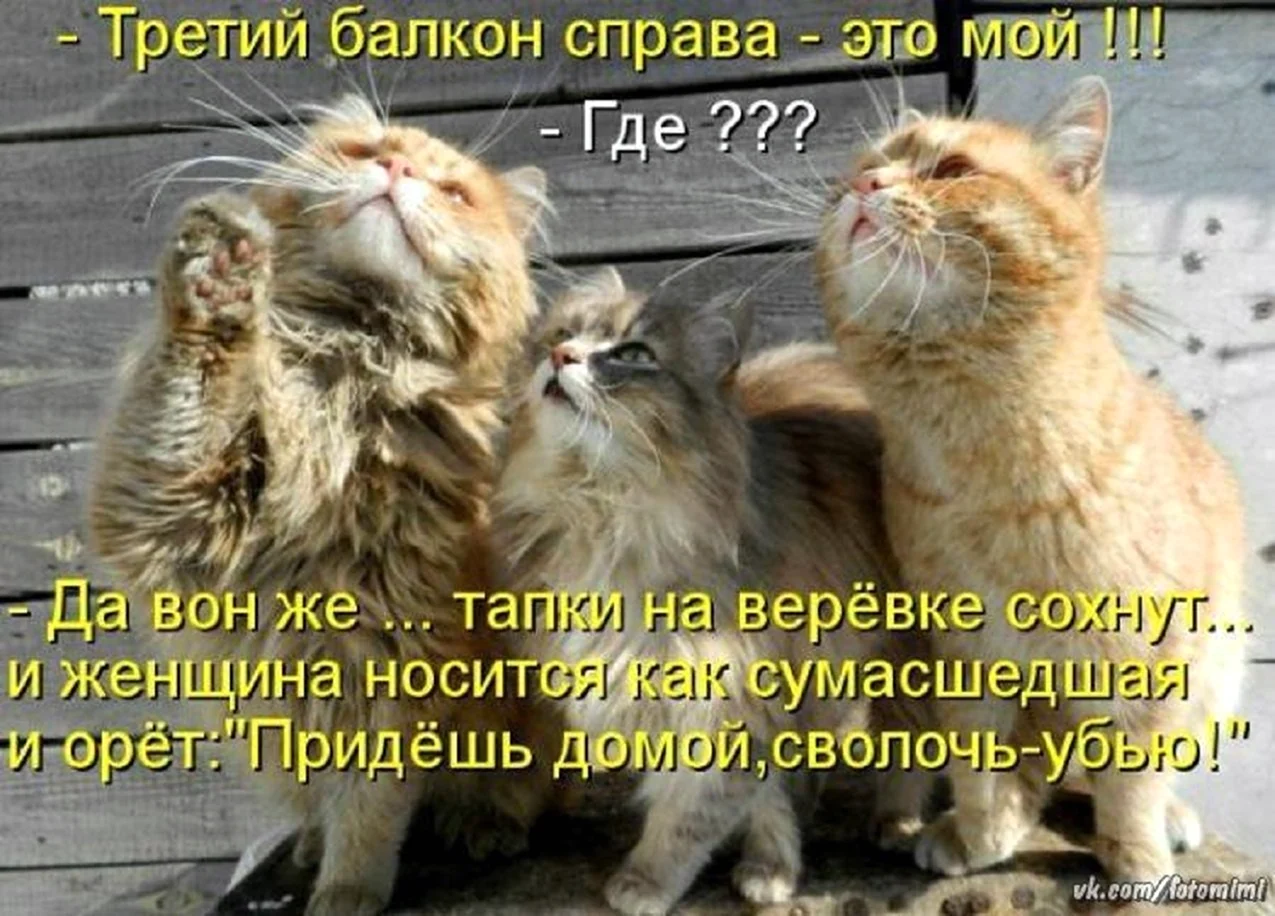 - Третий балкон справа - это мой !!!
- Где ???
- Да вон же ... тапки на верёвке сохнут...
и женщина носится как сумасшедшая
и орёт:"Придёшь домой,сволочь-убью!"
vk.com/fotomimi